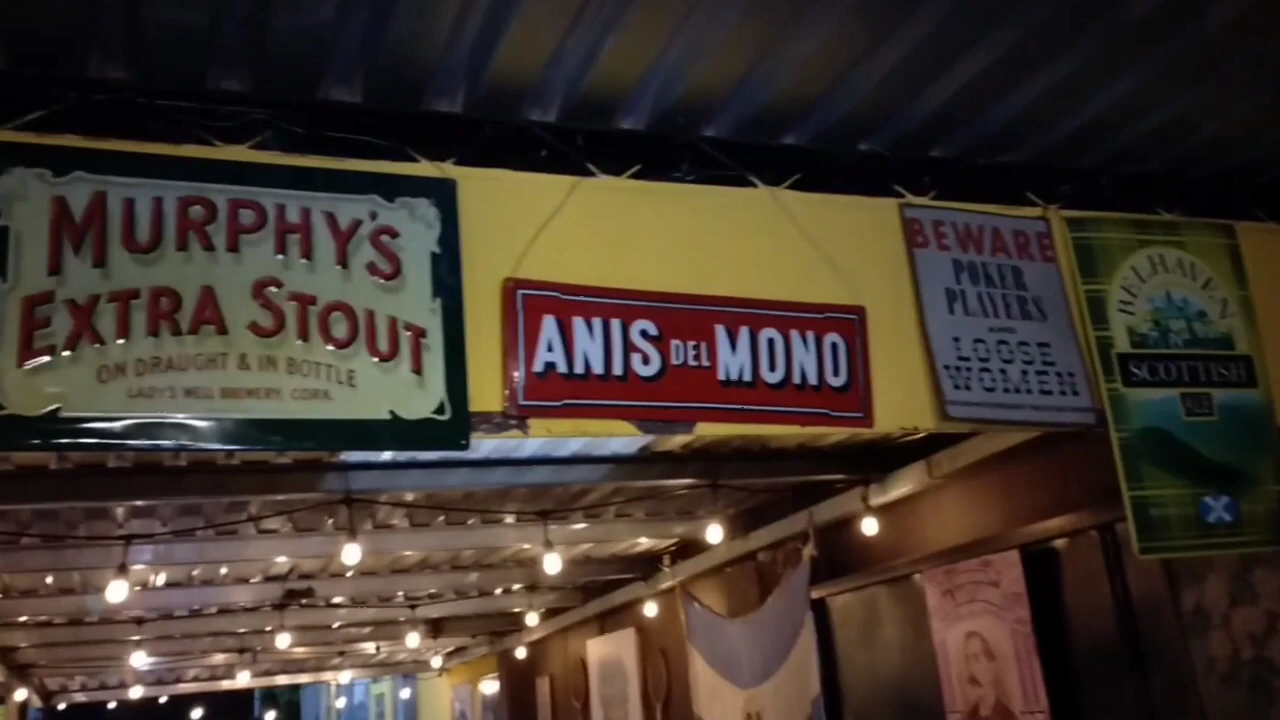 MURPHY'S
EXTRA STOUT
ON DRAUGHT & IN BOTTLE
LADY'S WELL BREWERY, CORK.
ANIS DEL MONO
BEWARE
POKER
PLAYERS
AND
LOOSE
WOMEN
BELHAVEN
SCOTTISH
ALE